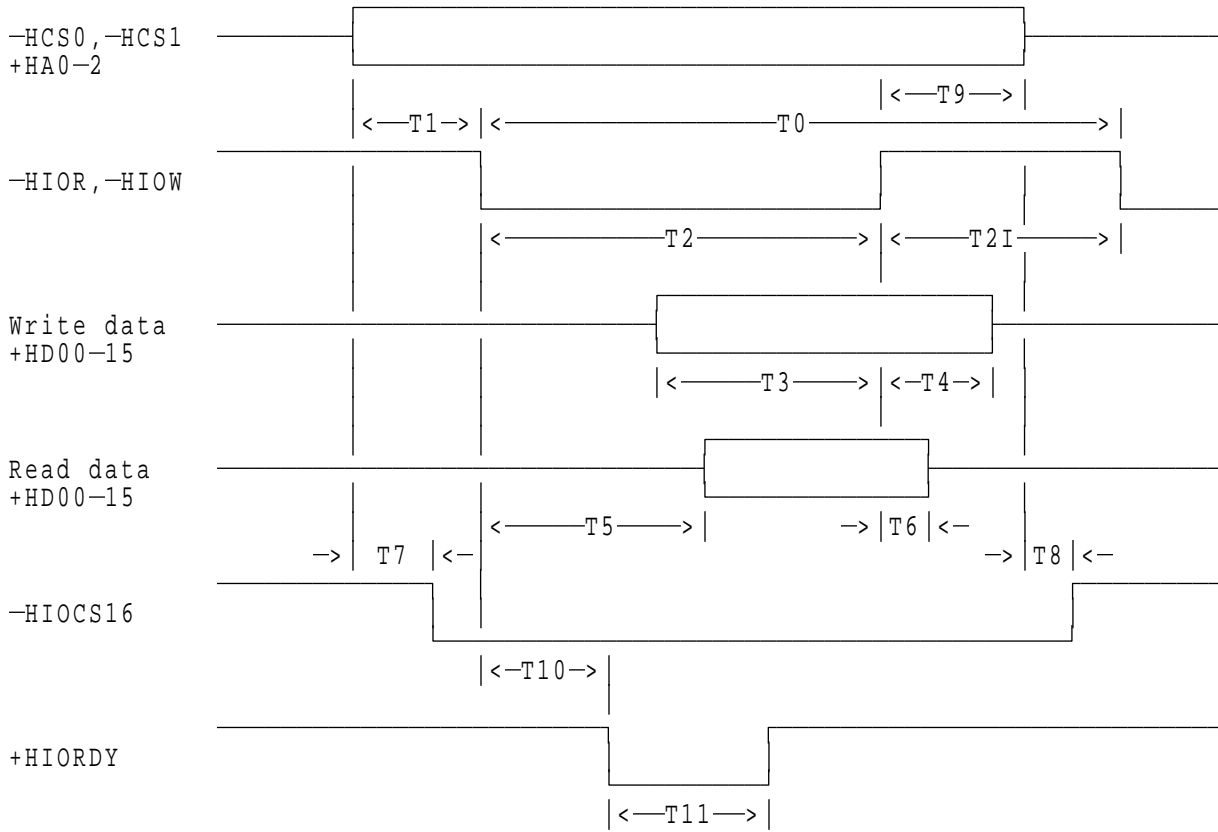 —HCS0,—HCS1
+HA0—2
<——T9——>
<——T1—> <——————T0——————>
—HIOR,—HIOW
<——————T2——————> <———T2I———>
Write data
+HD00—15
<———T3———> <—T4—>
Read data
+HD00—15
<———T5———> —> T6 <—
—> T7 <— —> T8 <—
—HIOCS16
<—T10—>
+HIORDY
<——T11——>